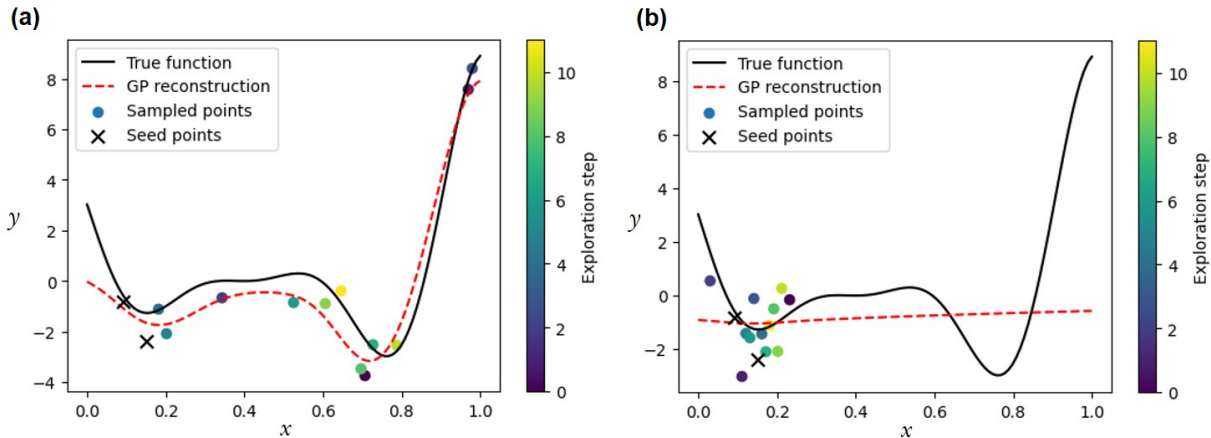 (a)
True function
GP reconstruction
Sampled points
Seed points
y
8
6
4
2
0
−2
−4
0.0 0.2 0.4 0.6 0.8 1.0
x
10
8
6
4
2
0
Exploration step
(b)
True function
GP reconstruction
Sampled points
Seed points
y
8
6
4
2
0
−2
0.0 0.2 0.4 0.6 0.8 1.0
x
10
8
6
4
2
0
Exploration step